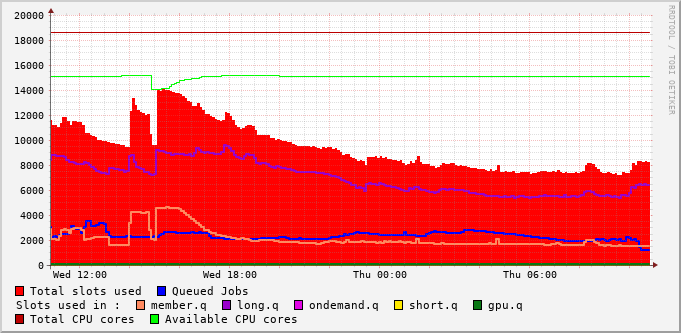 20000
18000
16000
14000
12000
10000
8000
6000
4000
2000
0
Wed 12:00 Wed 18:00 Thu 00:00 Thu 06:00
Total slots used Queued Jobs
Slots used in : member.q long.q ondemand.q short.q gpu.q
Total CPU cores Available CPU cores
RRDTOOL / TOBI OETIKER